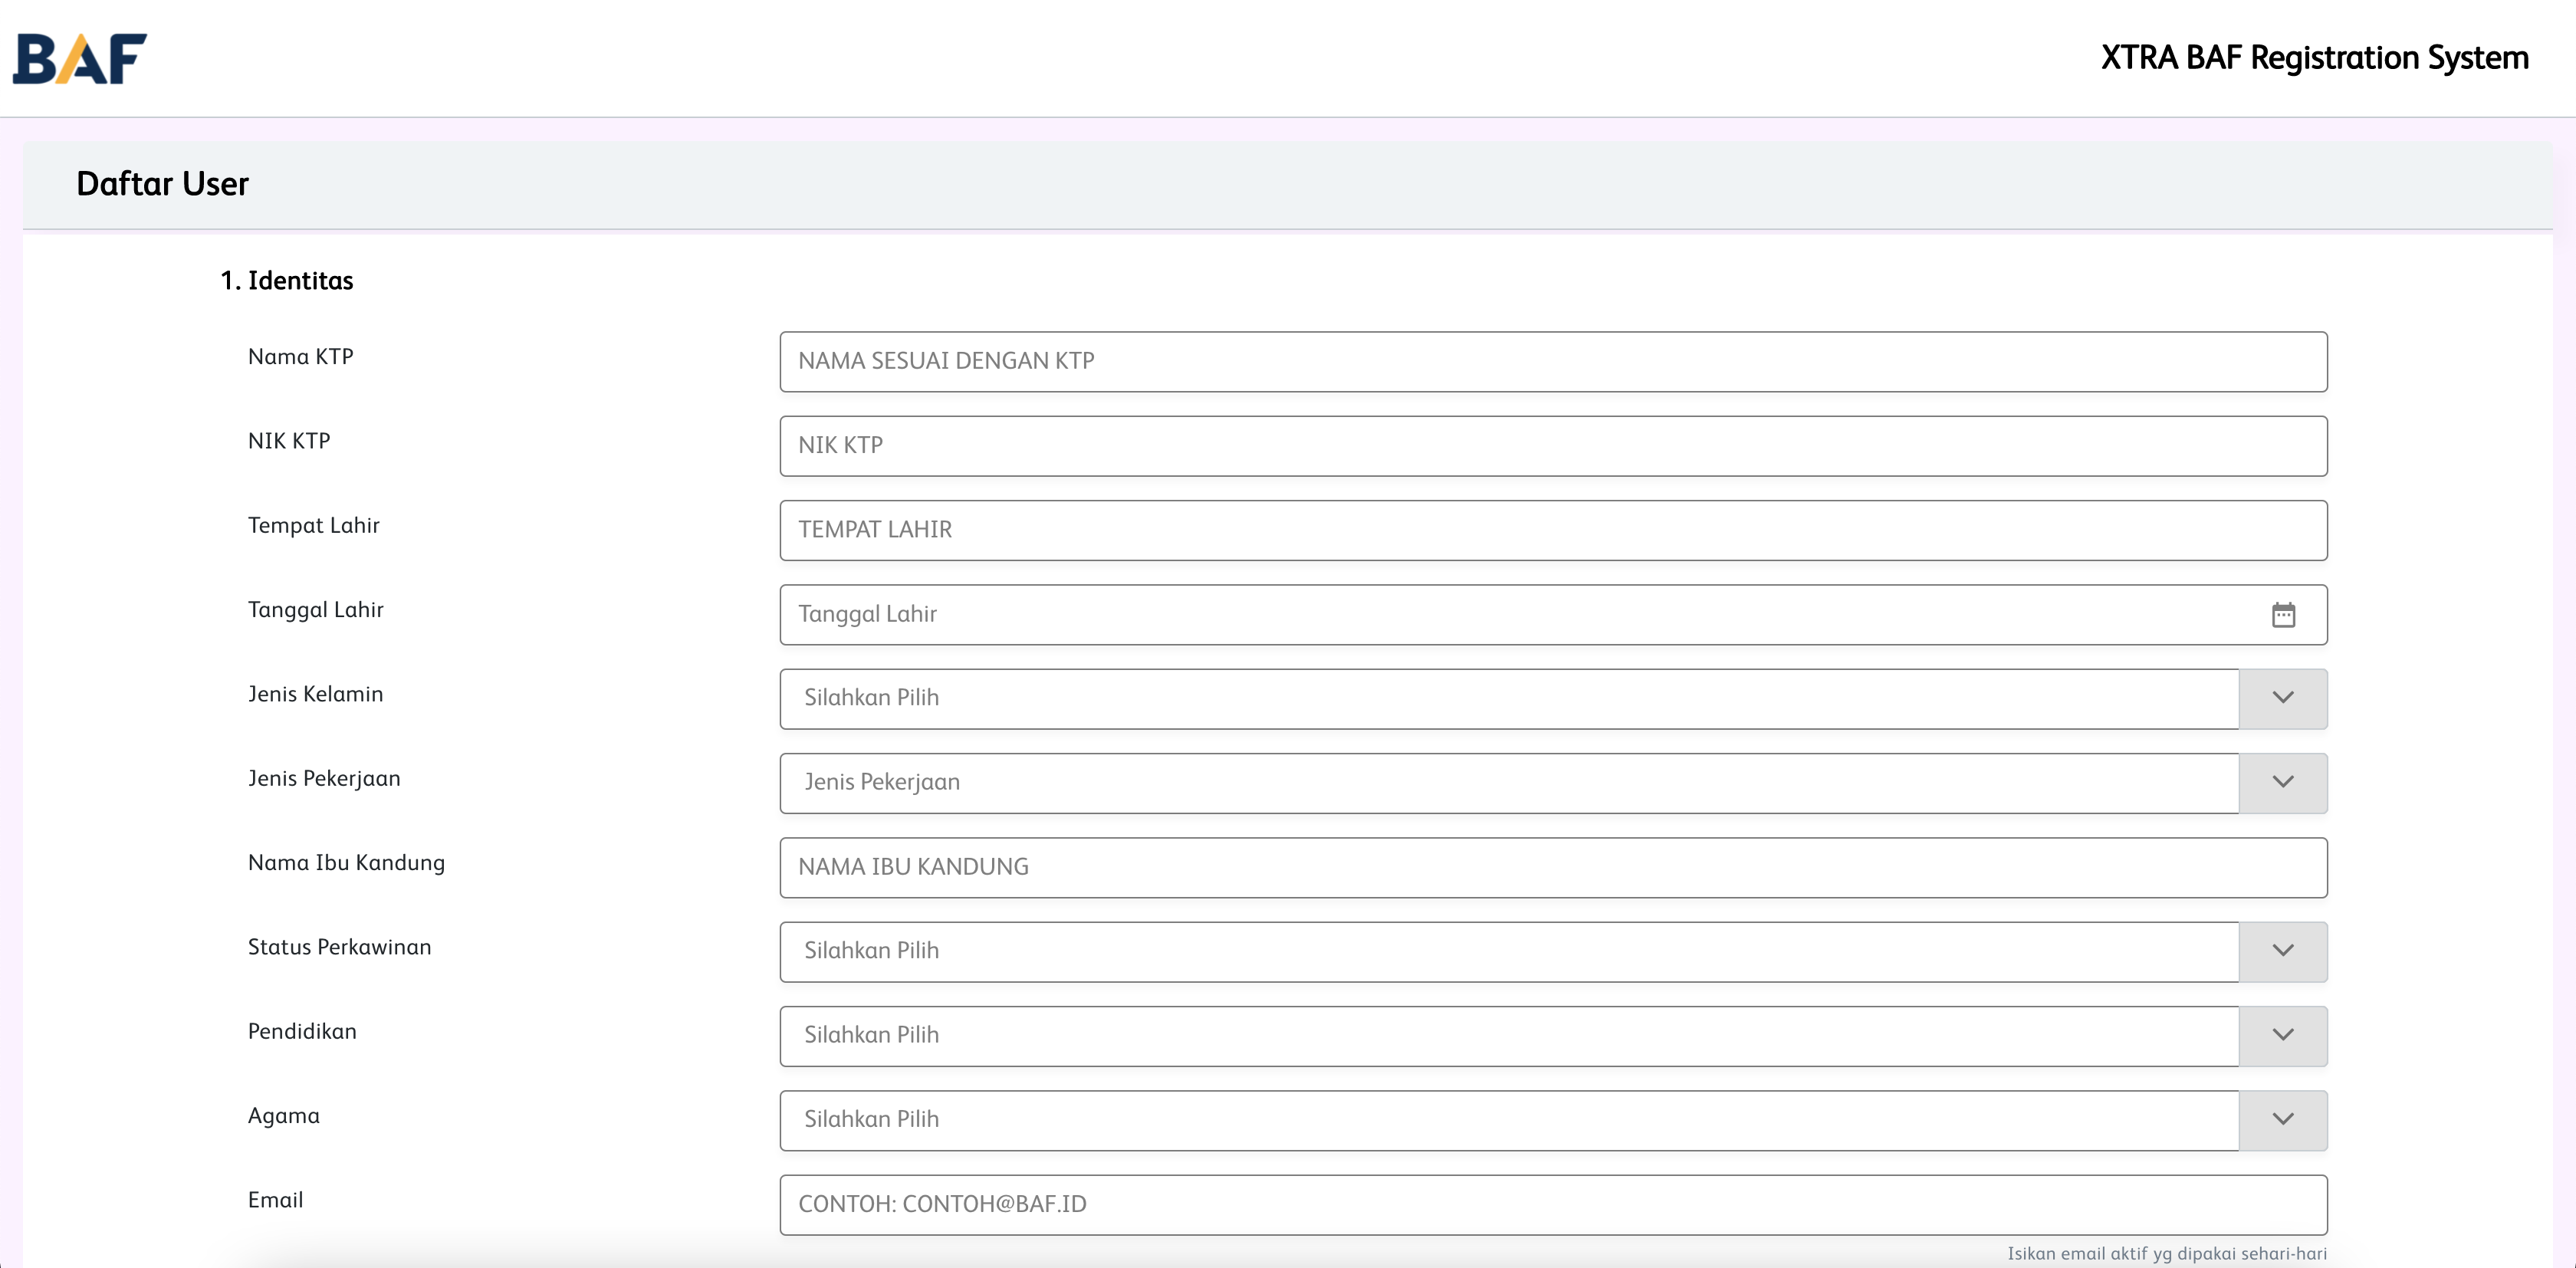 BAF
XTRA BAF Registration System
Daftar User
1. Identitas
Nama KTP
NAMA SESUAI DENGAN KTP
NIK KTP
NIK KTP
Tempat Lahir
TEMPAT LAHIR
Tanggal Lahir
Tanggal Lahir
Jenis Kelamin
Silahkan Pilih
Jenis Pekerjaan
Jenis Pekerjaan
Nama Ibu Kandung
NAMA IBU KANDUNG
Status Perkawinan
Silahkan Pilih
Pendidikan
Silahkan Pilih
Agama
Silahkan Pilih
Email
CONTOH: CONTOH@BAF.ID
Isikan email aktif yg dipakai sehari-hari